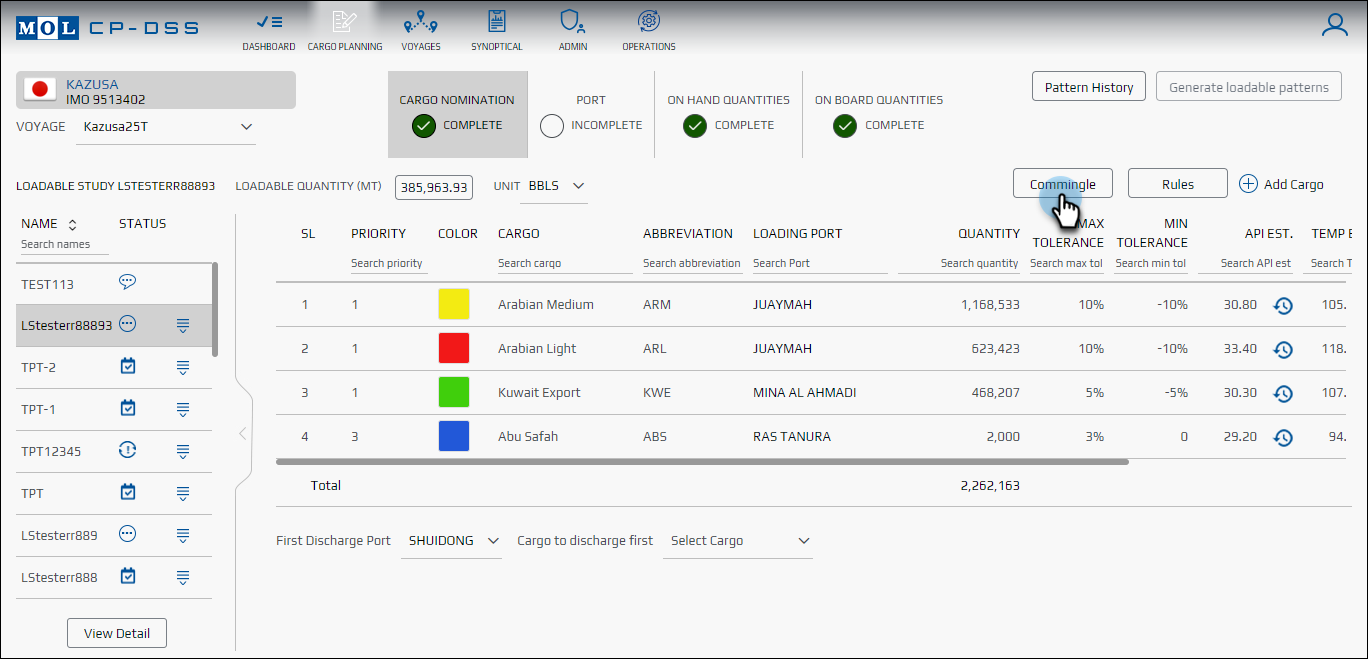 MOL CP-DSS
DASHBOARD CARGO PLANNING VOYAGES SYNOPTICAL ADMIN OPERATIONS
KAZUSA
IMO 9513402
VOYAGE Kazusa25T
CARGO NOMINATION PORT ON HAND QUANTITIES ON BOARD QUANTITIES
COMPLETE INCOMPLETE COMPLETE COMPLETE
Pattern History Generate loadable patterns
LOADABLE STUDY LSTESTERR88893 LOADABLE QUANTITY (MT) 385,963.93 UNIT BBLS
Commingle Rules Add Cargo
NAME STATUS
Search names
TEST113
LStesterr88893
TPT-2
TPT-1
TPT12345
TPT
LStesterr889
LStesterr888
View Detail
SL PRIORITY COLOR CARGO ABBREVIATION LOADING PORT QUANTITY MAX TOLERANCE MIN TOLERANCE API EST. TEMP E
Search priority Search cargo Search abbreviation Search Port Search quantity Search max tol Search min tol Search API est Search T
1 1 Arabian Medium ARM JUAYMAH 1,168,533 10% -10% 30.80 105.
2 1 Arabian Light ARL JUAYMAH 623,423 10% -10% 33.40 118.
3 1 Kuwait Export KWE MINA AL AHMADI 468,207 5% -5% 30.30 107.
4 3 Abu Safah ABS RAS TANURA 2,000 3% 0 29.20 94.
Total 2,262,163
First Discharge Port SHUIDONG Cargo to discharge first Select Cargo